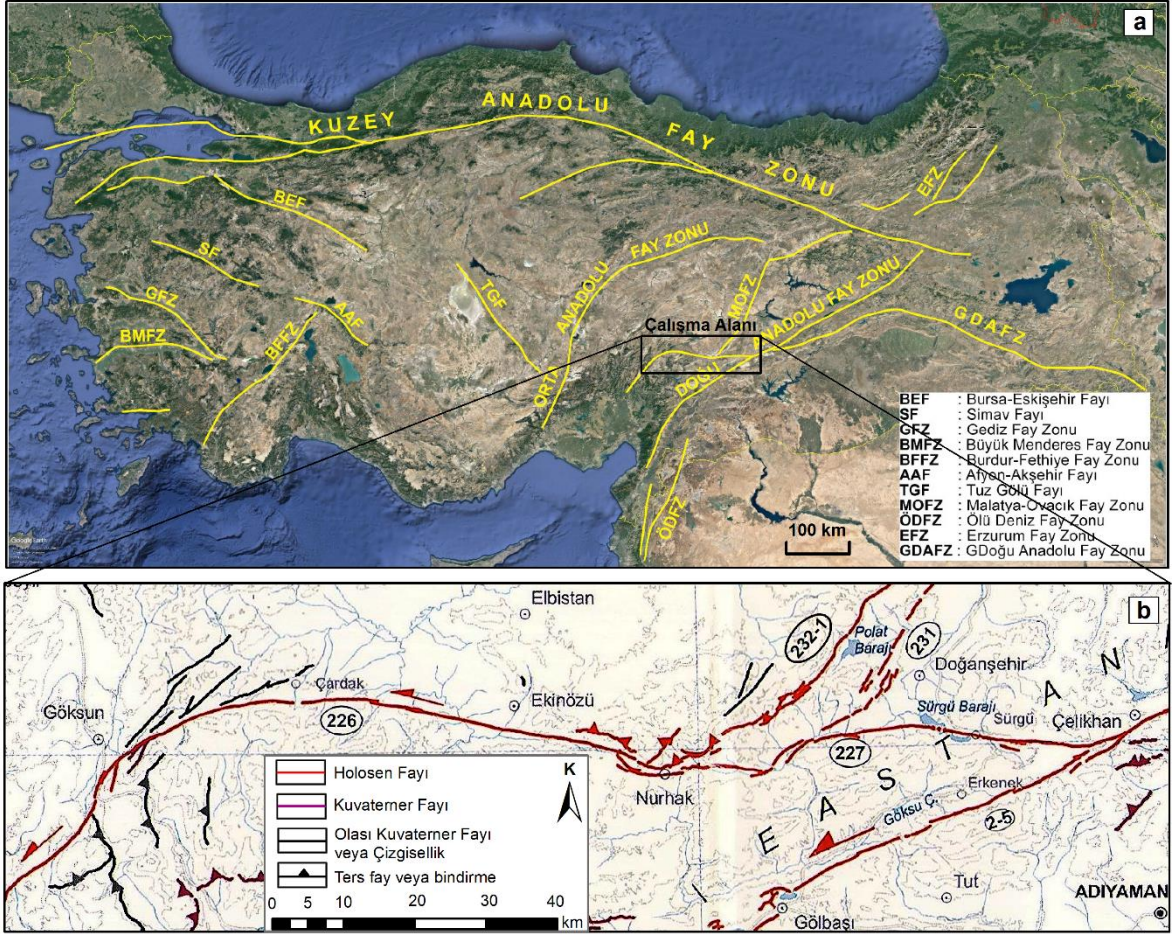 a
KUZEY ANADOLU FAY ZONU
EFZ
BEF
SF
GFZ
BMFZ
BFFZ
AAF
TGF
ORTA ANADOLU FAY ZONU
MOFZ
DOĞU ANADOLU FAY ZONU
GDAFZ
Çalışma Alanı
ÖDFZ
100 km
BEF : Bursa-Eskişehir Fayı
SF : Simav Fayı
GFZ : Gediz Fay Zonu
BMFZ : Büyük Menderes Fay Zonu
BFFZ : Burdur-Fethiye Fay Zonu
AAF : Afyon-Akşehir Fayı
TGF : Tuz Gölü Fayı
MOFZ : Malatya-Ovacık Fay Zonu
ÖDFZ : Ölü Deniz Fay Zonu
EFZ : Erzurum Fay Zonu
GDAFZ : GDoğu Anadolu Fay Zonu
Google Earth
b
Elbistan
232-1
Polat
Barajı
231
Doğanşehir
Çardak
Göksun
226
Ekinözü
Sürgü Barajı
Sürgü
Çelikhan
227
Nurhak
Erkenek
Göksu Ç.
2-5
EAST AN
Tut
ADIYAMAN
Gölbaşı
Holosen Fayı
K
Kuvaterner Fayı
Olası Kuvaterner Fayı
veya Çizgisellik
Ters fay veya bindirme
0 5 10 20 30 40
km